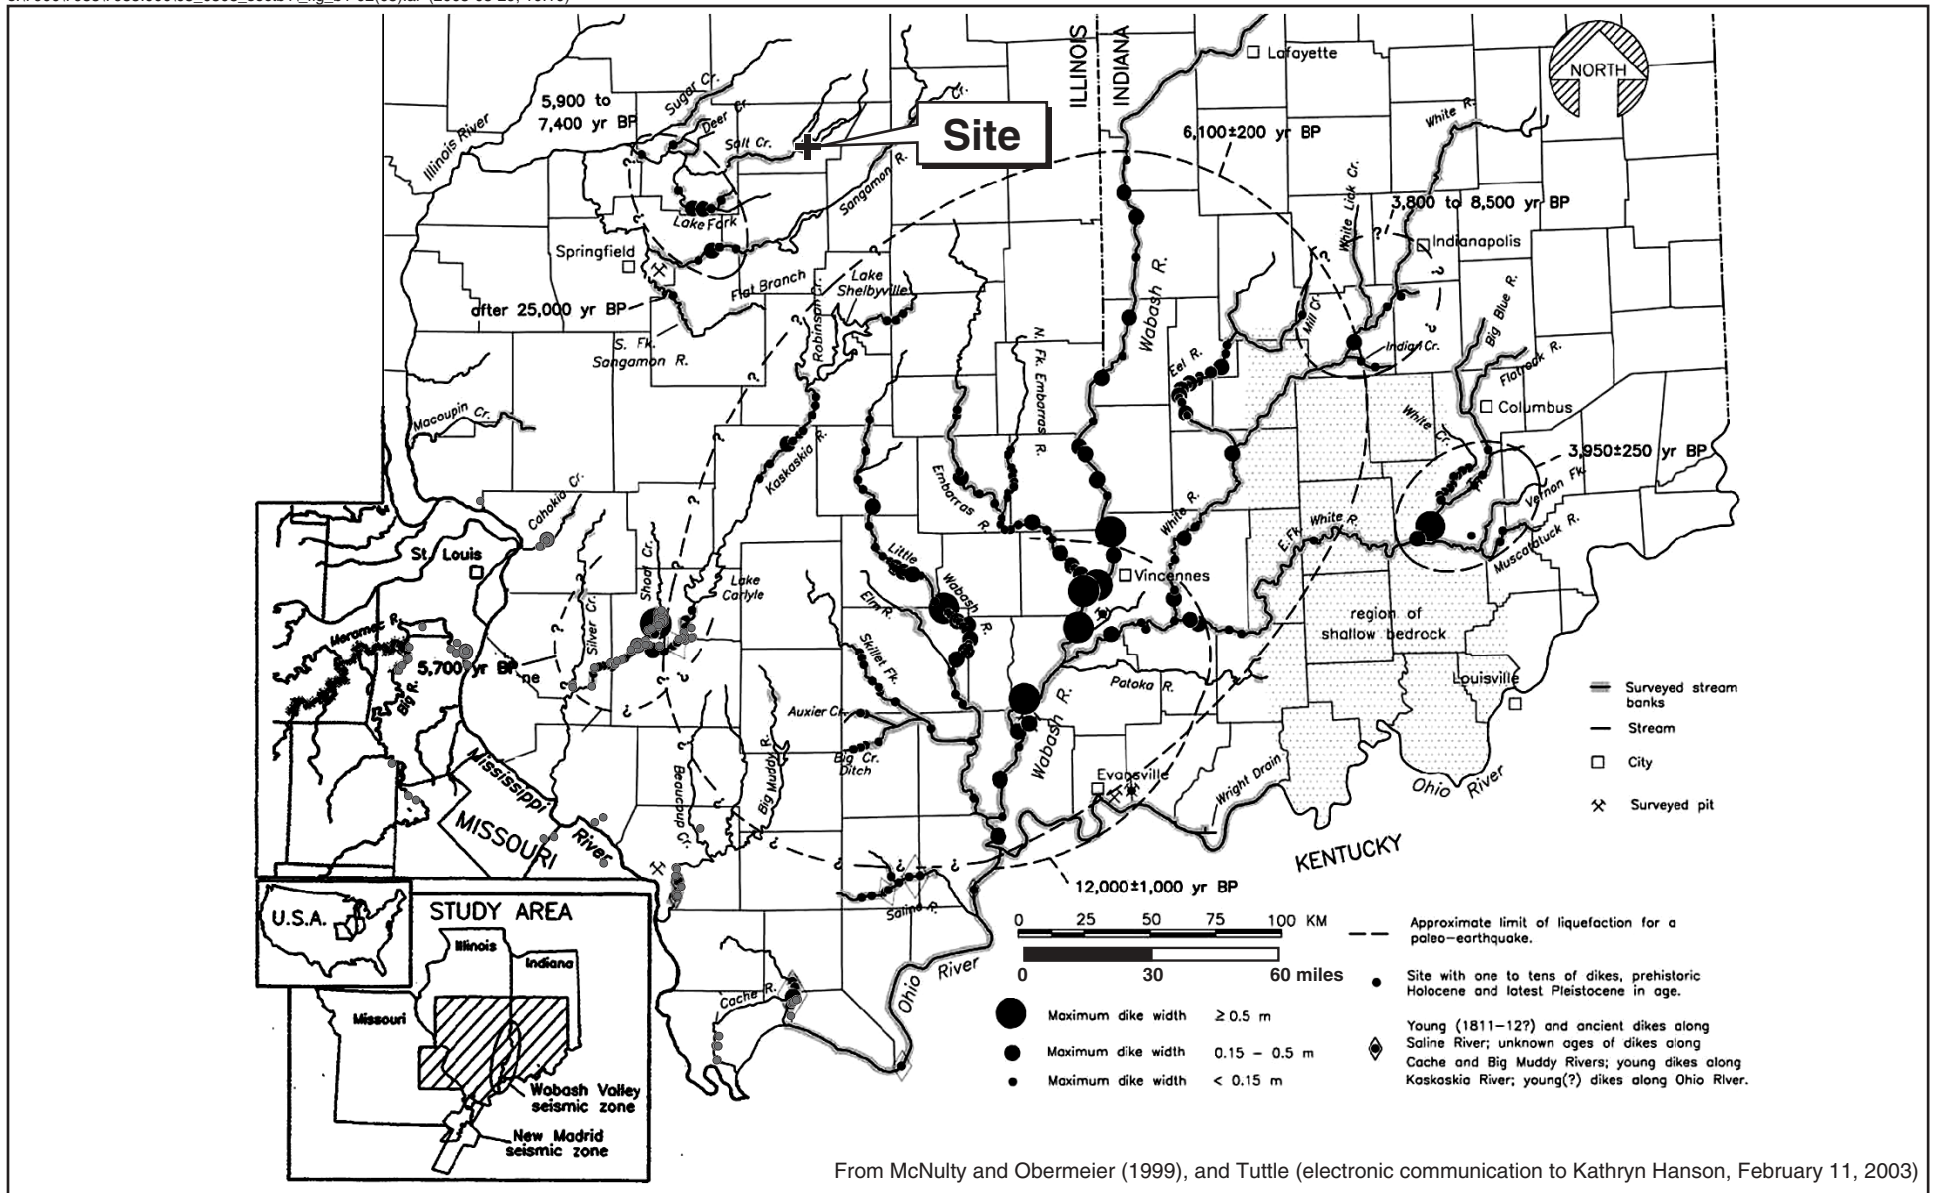 ILLINOIS
INDIANA
Lafayette
NORTH
Sugar Cr.
5,900 to
7,400 yr BP
Deer Cr.
Cr.
Illinois River
Salt Cr.
Site
6,100±200 yr BP
White R.
Sangamon R.
White Lick Cr.
3,800 to 8,500 yr BP
Lake Fork
Springfield
Indianapolis
Flat Branch
Robinson Cr.
Lake
Shelbyville
Wabash R.
Mill Cr.
Big Blue R.
after 25,000 yr BP
S. Fk.
Sangamon R.
N. Fk. Embarras R.
Indian Cr.
Eel R.
Flatrock R.
Macoupin Cr.
Columbus
White Cr.
Kaskaskia R.
3,950±250 yr BP
Vernon Fk.
Embarras R.
Cahokia Cr.
White R.
E. Fk. White R.
Muscatatuck R.
St. Louis
Shoal Cr.
Little Wabash R.
Vincennes
Lake
Carlyle
Elm R.
Silver Cr.
region of
shallow bedrock
Meramec R.
5,700 yr BP
ne
Skillet Fk.
Big R.
Patoka R.
Louisville
Auxier Cr.
Wabash R.
Surveyed stream
banks
Stream
City
Surveyed pit
Big Cr.
Ditch
Big Muddy R.
Beaucoup Cr.
Mississippi River
MISSOURI
Evansville
Wright Drain
Ohio River
KENTUCKY
12,000±1,000 yr BP
Saline R.
U.S.A.
STUDY AREA
Illinois
Indiana
Missouri
Wabash Valley
seismic zone
New Madrid
seismic zone
Cache R.
Ohio River
0 25 50 75 100 KM
0 30 60 miles
Maximum dike width ≥ 0.5 m
Maximum dike width 0.15 - 0.5 m
Maximum dike width < 0.15 m
Approximate limit of liquefaction for a
paleo-earthquake.
Site with one to tens of dikes, prehistoric
Holocene and latest Pleistocene in age.
Young (1811-12?) and ancient dikes along
Saline River; unknown ages of dikes along
Cache and Big Muddy Rivers; young dikes along
Kaskaskia River; young(?) dikes along Ohio River.
From McNulty and Obermeier (1999), and Tuttle (electronic communication to Kathryn Hanson, February 11, 2003)